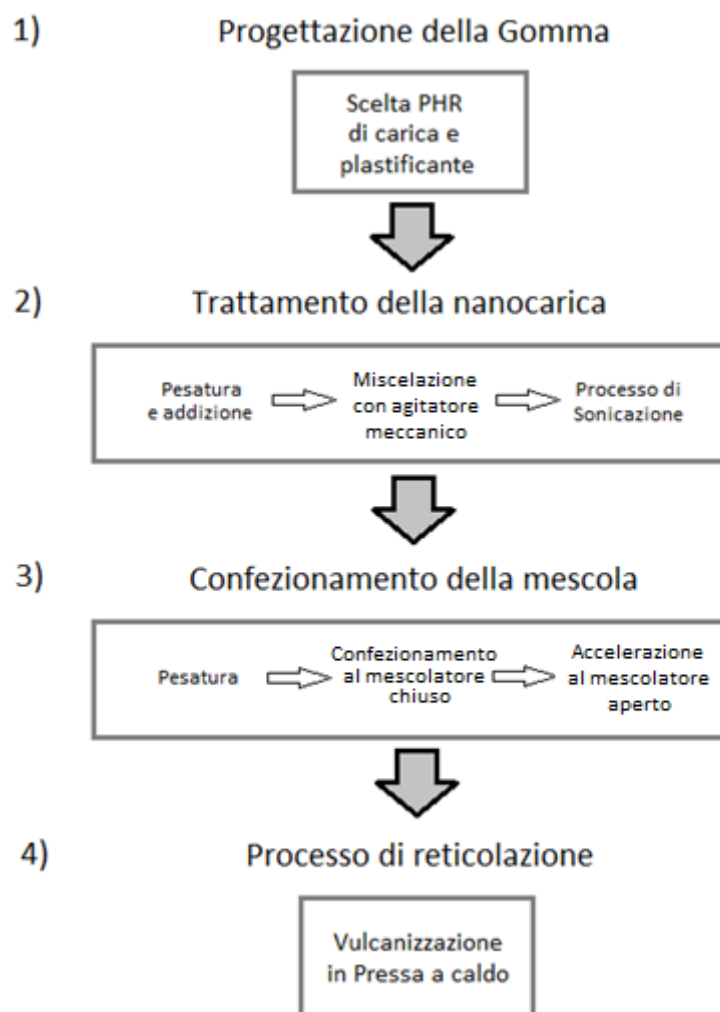 1) Progettazione della Gomma
Scelta PHR
di carica e
plastificante
2) Trattamento della nanocarica
Pesatura
e addizione
Miscelazione
con agitatore
meccanico
Processo di
Sonicazione
3) Confezionamento della mescola
Pesatura
Confezionamento
al mescolatore
chiuso
Accelerazione
al mescolatore
aperto
4) Processo di reticolazione
Vulcanizzazione
in Pressa a caldo